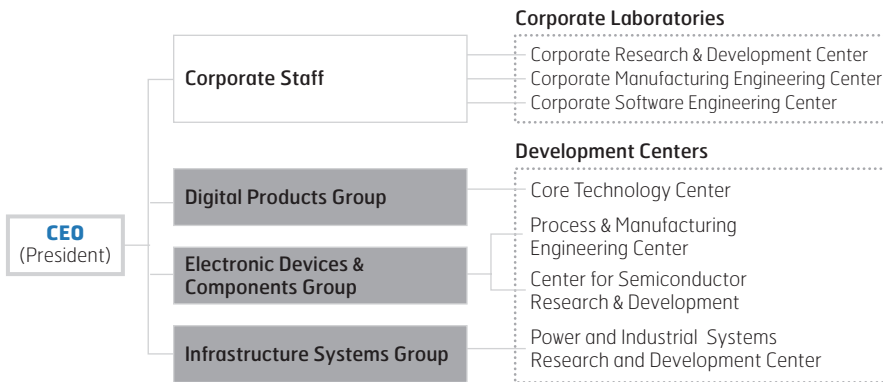 Corporate Laboratories
Corporate Staff
Corporate Research & Development Center
Corporate Manufacturing Engineering Center
Corporate Software Engineering Center
Development Centers
Digital Products Group
Core Technology Center
CEO
(President)
Process & Manufacturing
Engineering Center
Electronic Devices &
Components Group
Center for Semiconductor
Research & Development
Infrastructure Systems Group
Power and Industrial Systems
Research and Development Center